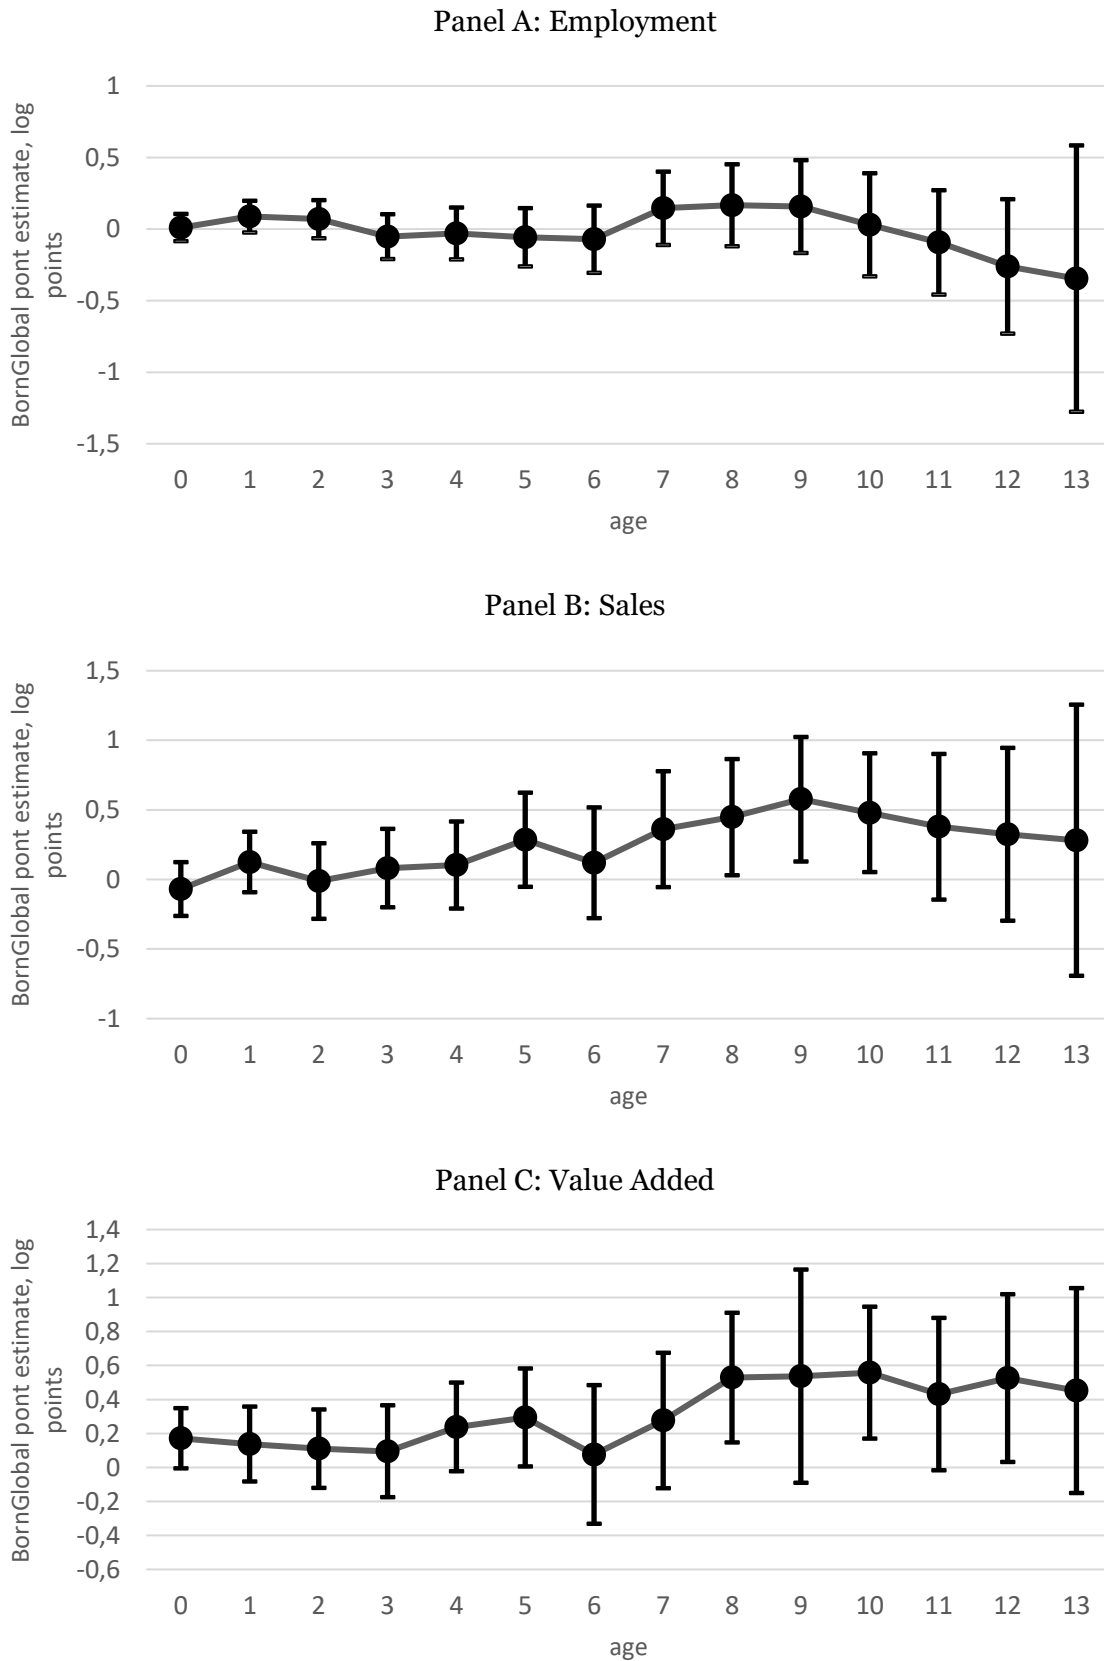 Panel A: Employment
BornGlobal pont estimate, log
points
1
0,5
0
-0,5
-1
-1,5
0 1 2 3 4 5 6 7 8 9 10 11 12 13
age
Panel B: Sales
BornGlobal pont estimate, log
points
1,5
1
0,5
0
-0,5
-1
0 1 2 3 4 5 6 7 8 9 10 11 12 13
age
Panel C: Value Added
BornGlobal pont estimate, log
points
1,4
1,2
1
0,8
0,6
0,4
0,2
0
-0,2
-0,4
-0,6
0 1 2 3 4 5 6 7 8 9 10 11 12 13
age